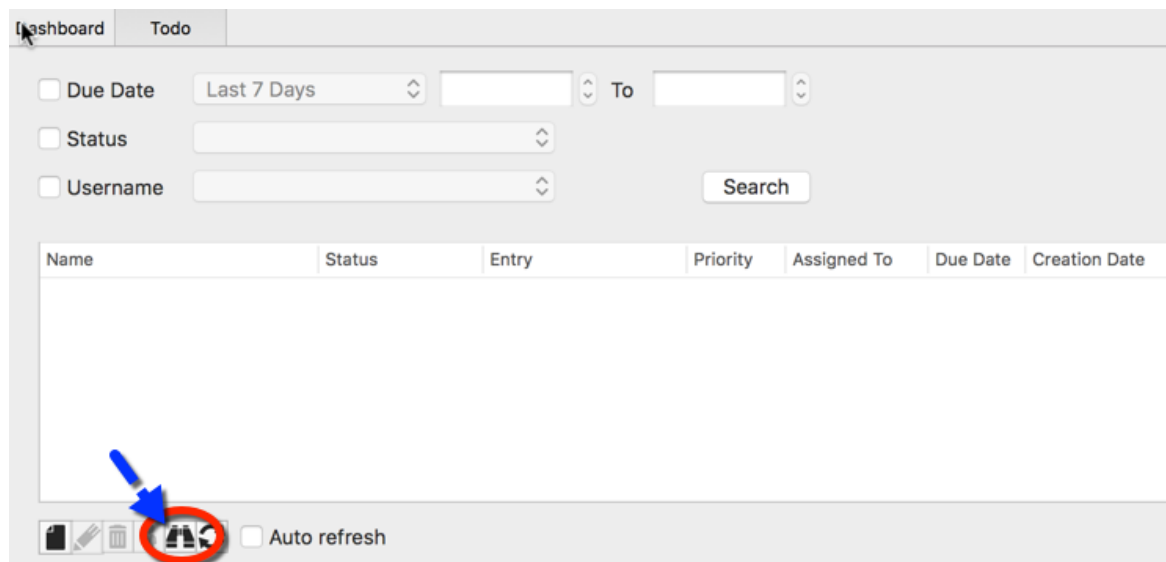 Dashboard Todo
Due Date Last 7 Days To
Status
Username Search
Name Status Entry Priority Assigned To Due Date Creation Date
Auto refresh